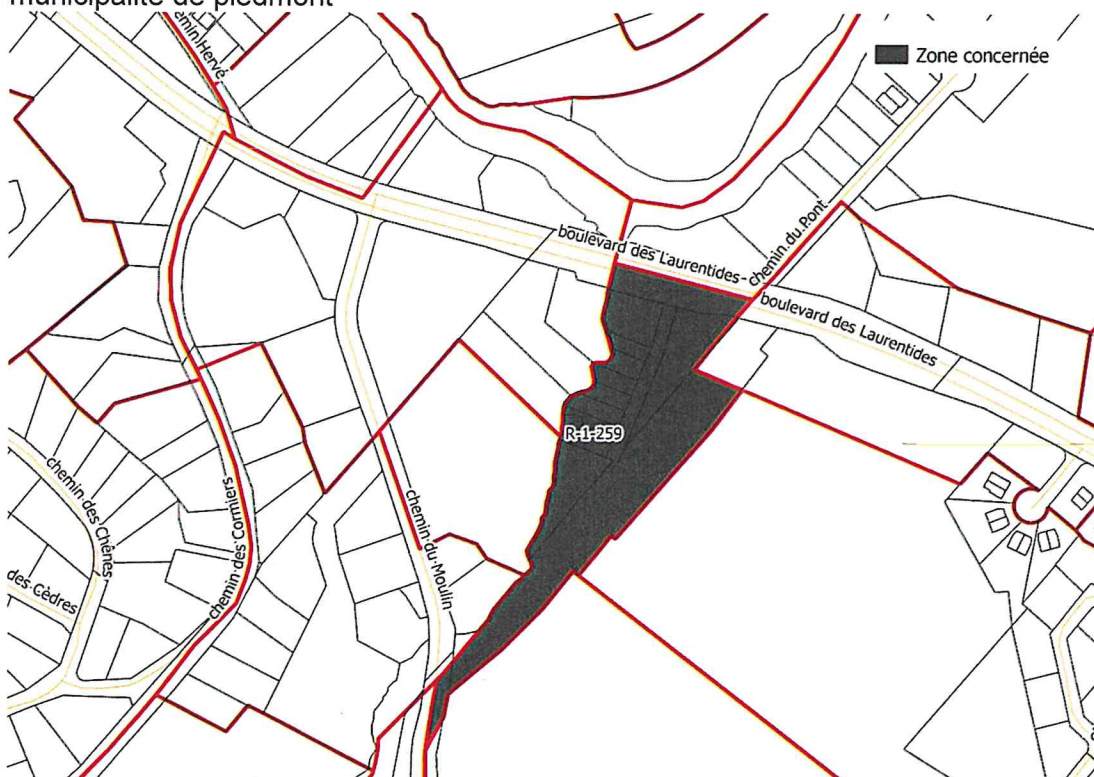 municipalité de piedmont
Zone concernée
boulevard des Laurentides
chemin du Pont
boulevard des Laurentides
R-1-259
chemin des Chênes
chemin des Cormiers
chemin du Moulin
des Cèdres